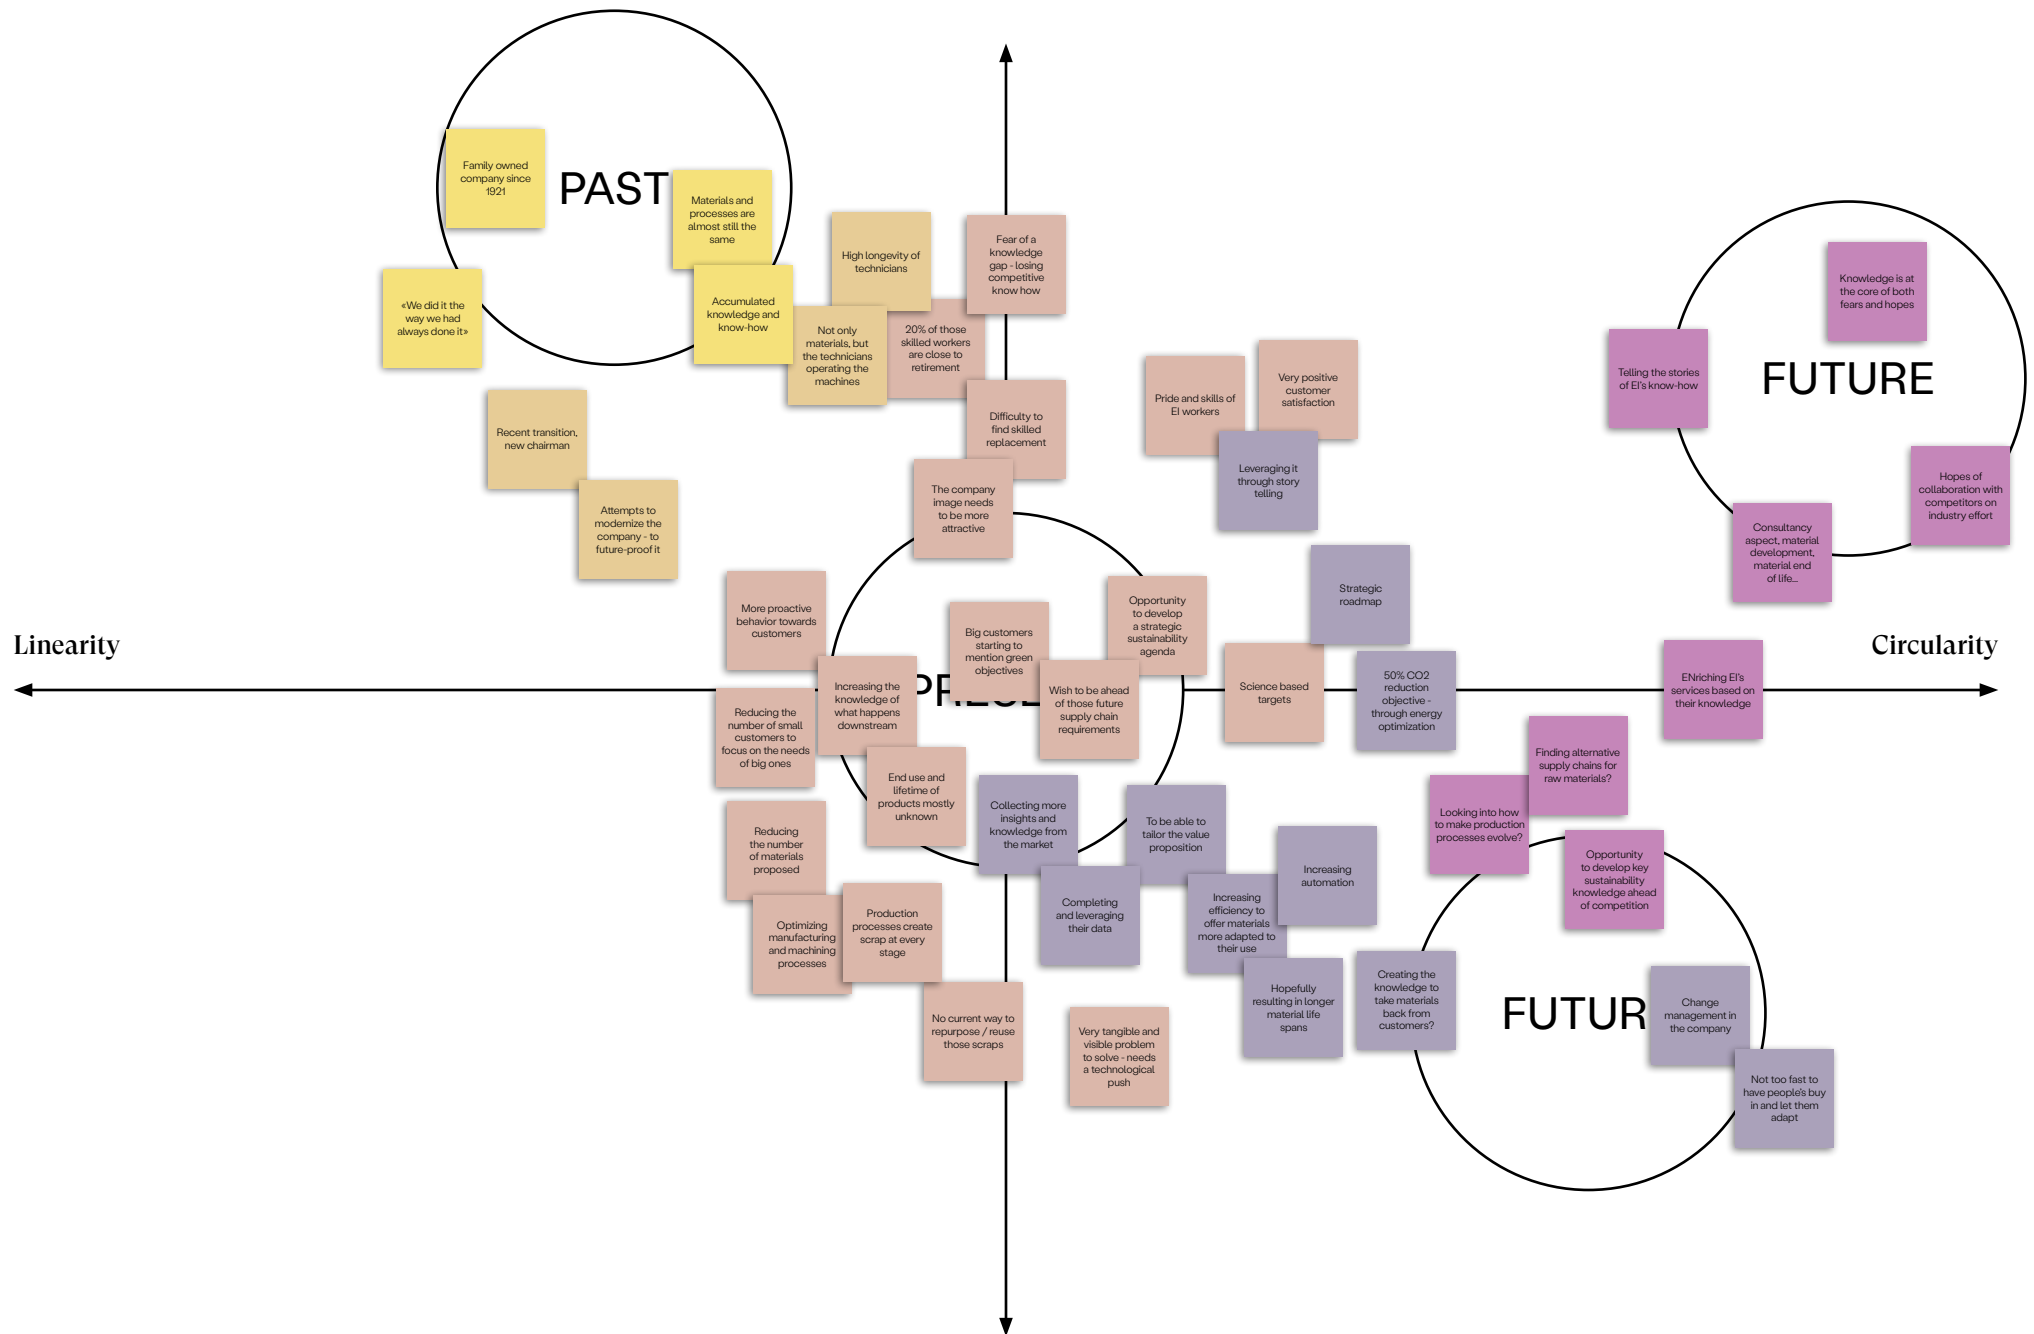 Family owned
company since
1921
PAST
Materials and
processes are
almost still the
same
«We did it the
way we had
always done it»
Accumulated
knowledge and
know-how
High longevity of
technicians
Not only
materials, but
the technicians
operating the
machines
20% of those
skilled workers
are close to
retirement
Fear of a
knowledge
gap - losing
competitive
know how
Difficulty to
find skilled
replacement
The company
image needs
to be more
attractive
Recent transition,
new chairman
Attempts to
modernize the
company - to
future-proof it
Pride and skills of
EI workers
Very positive
customer
satisfaction
Leveraging it
through story
telling
Knowledge is at
the core of both
fears and hopes
Telling the stories
of EI's know-how
FUTURE
Hopes of
collaboration with
competitors on
industry effort
Consultancy
aspect, material
development,
material end
of life...
Linearity
Circularity
More proactive
behavior towards
customers
Big customers
starting to
mention green
objectives
Opportunity
to develop
a strategic
sustainability
agenda
Strategic
roadmap
Increasing the
knowledge of
what happens
downstream
Wish to be ahead
of those future
supply chain
requirements
Science based
targets
50% CO2
reduction
objective -
through energy
optimization
ENriching EI's
services based on
their knowledge
Reducing the
number of small
customers to
focus on the needs
of big ones
End use and
lifetime of
products mostly
unknown
Collecting more
insights and
knowledge from
the market
To be able to
tailor the value
proposition
Finding alternative
supply chains for
raw materials?
Looking into how
to make production
processes evolve?
Opportunity
to develop key
sustainability
knowledge ahead
of competition
Reducing
the number
of materials
proposed
Optimizing
manufacturing
and machining
processes
Production
processes create
scrap at every
stage
Completing
and leveraging
their data
Increasing
efficiency to
offer materials
more adapted to
their use
Increasing
automation
Hopefully
resulting in longer
material life
spans
Creating the
knowledge to
take materials
back from
customers?
FUTUR
Change
management in
the company
Not too fast to
have people's buy
in and let them
adapt
No current way to
repurpose / reuse
those scraps
Very tangible and
visible problem
to solve - needs
a technological
push